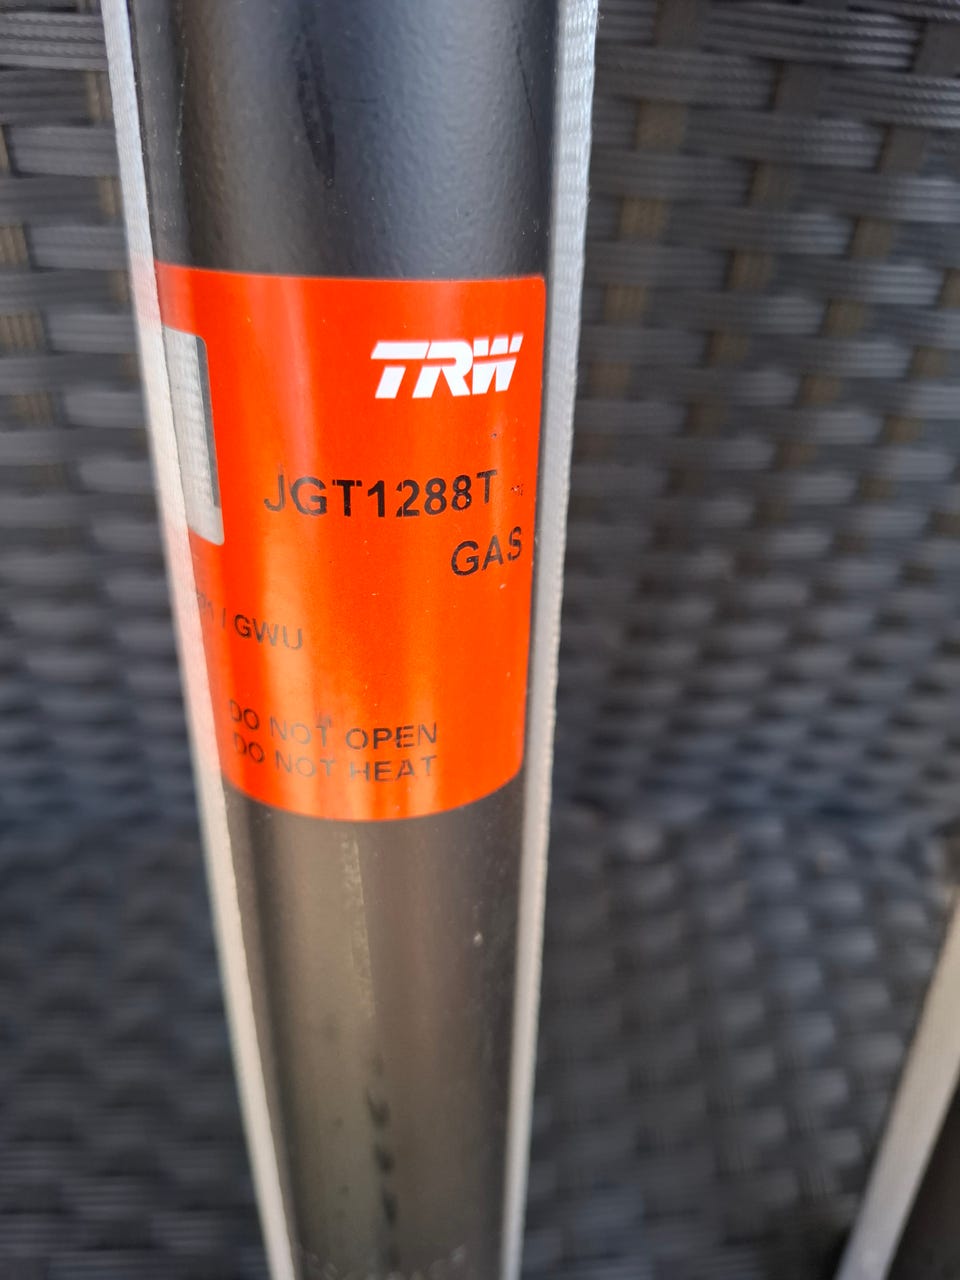 TRW
JGT1288T
GAS
/ GWU
DO NOT OPEN
DO NOT HEAT